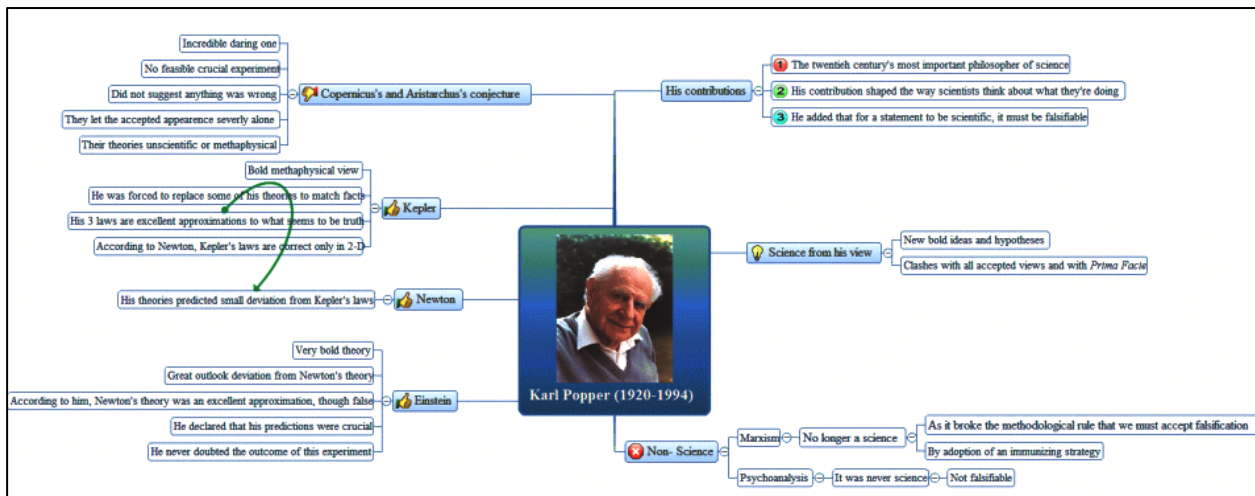 Incredible daring one
No feasible crucial experiment
Did not suggest anything was wrong
They let the accepted appearence severly alone
Their theories unscientific or methaphysical
Copernicus's and Aristarchus's conjecture
Bold methaphysical view
He was forced to replace some of his theories to match facts
His 3 laws are excellent approximations to what seems to be truth
According to Newton, Kepler's laws are correct only in 2-D
Kepler
His theories predicted small deviation from Kepler's laws
Newton
Very bold theory
Great outlook deviation from Newton's theory
According to him, Newton's theory was an excellent approximation, though false
He declared that his predictions were crucial
He never doubted the outcome of this experiment
Einstein
Karl Popper (1920-1994)
His contributions
1 The twentieh century's most important philosopher of science
2 His contribution shaped the way scientists think about what they're doing
3 He added that for a statement to be scientific, it must be falsifiable
Science from his view
New bold ideas and hypotheses
Clashes with all accepted views and with Prima Facie
Non- Science
Marxism
No longer a science
As it broke the methodological rule that we must accept falsification
By adoption of an immunizing strategy
Psychoanalysis
It was never science
Not falsifiable